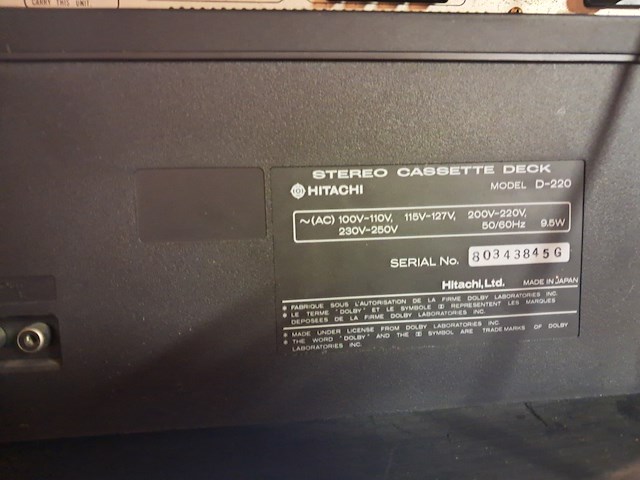 CARRY THIS UNIT
STEREO CASSETTE DECK
HITACHI MODEL D-220
~(AC) 100V-110V, 115V-127V, 200V-220V,
230V-250V 50/60Hz 9.5W
SERIAL No. 80343845G
Hitachi,Ltd. MADE IN JAPAN
• FABRIQUE SOUS L'AUTORISATION DE LA FIRME DOLBY LABORATORIES INC.
• LE TERME "DOLBY" ET LE SYMBOLE REPRESENTENT LES MARQUES
DEPOSEES DE LA FIRME DOLBY LABORATORIES INC.
• MADE UNDER LICENSE FROM DOLBY LABORATORIES INC.
• THE WORD "DOLBY" AND THE SYMBOL ARE TRADEMARKS OF DOLBY
LABORATORIES INC.